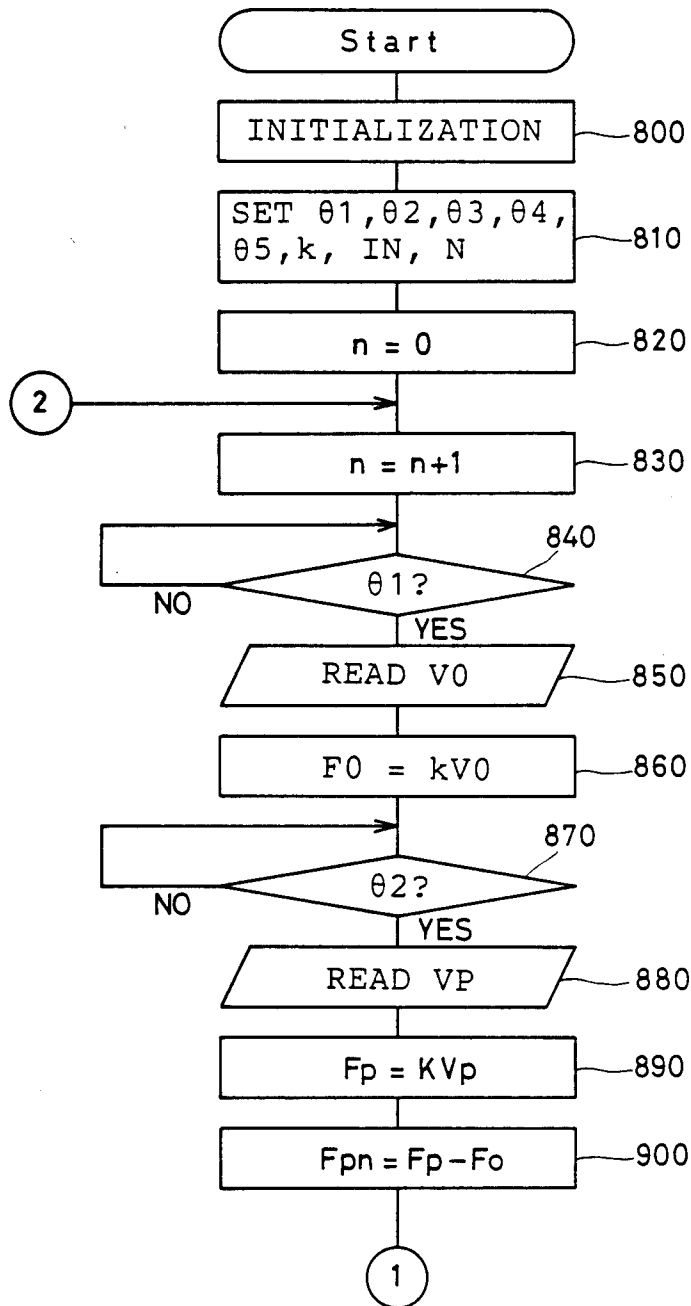 Start
INITIALIZATION
800
SET θ1,θ2,θ3,θ4,
θ5,k, IN, N
810
n = 0
820
2
n = n+1
830
840
θ1?
NO
YES
READ V0
850
F0 = kV0
860
870
θ2?
NO
YES
READ VP
880
Fp = KVp
890
Fpn = Fp-Fo
900
1